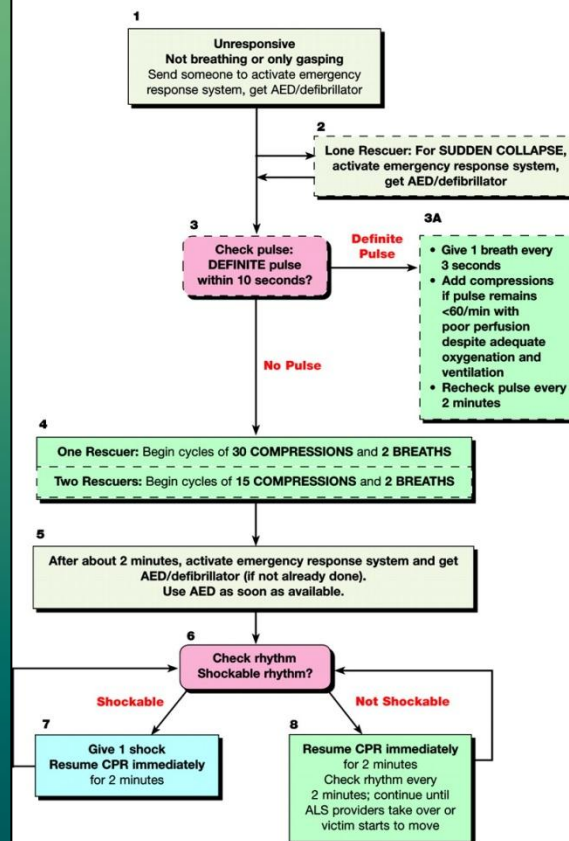 1
Unresponsive
Not breathing or only gasping
Send someone to activate emergency
response system, get AED/defibrillator
2
Lone Rescuer: For SUDDEN COLLAPSE,
activate emergency response system,
get AED/defibrillator
3
Check pulse:
DEFINITE pulse
within 10 seconds?
Definite
Pulse
3A
• Give 1 breath every
3 seconds
• Add compressions
if pulse remains
<60/min with
poor perfusion
despite adequate
oxygenation and
ventilation
• Recheck pulse every
2 minutes
No Pulse
4
One Rescuer: Begin cycles of 30 COMPRESSIONS and 2 BREATHS
Two Rescuers: Begin cycles of 15 COMPRESSIONS and 2 BREATHS
5
After about 2 minutes, activate emergency response system and get
AED/defibrillator (if not already done).
Use AED as soon as available.
6
Check rhythm
Shockable rhythm?
Shockable
Not Shockable
7
Give 1 shock
Resume CPR immediately
for 2 minutes
8
Resume CPR immediately
for 2 minutes
Check rhythm every
2 minutes; continue until
ALS providers take over or
victim starts to move